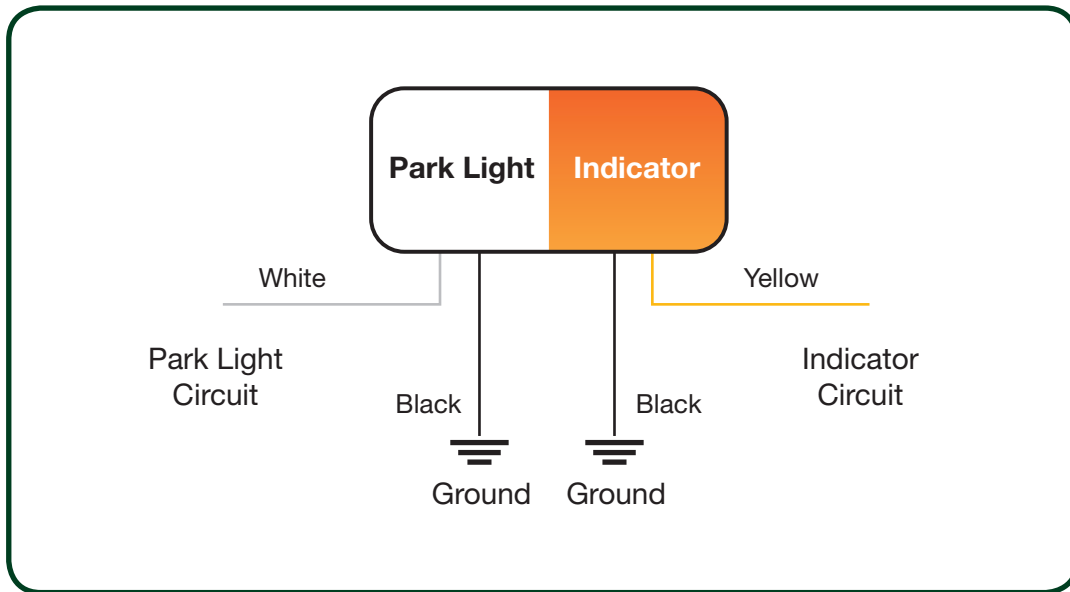 Park Light
Indicator
White
Yellow
Park Light
Circuit
Indicator
Circuit
Black
Black
Ground
Ground